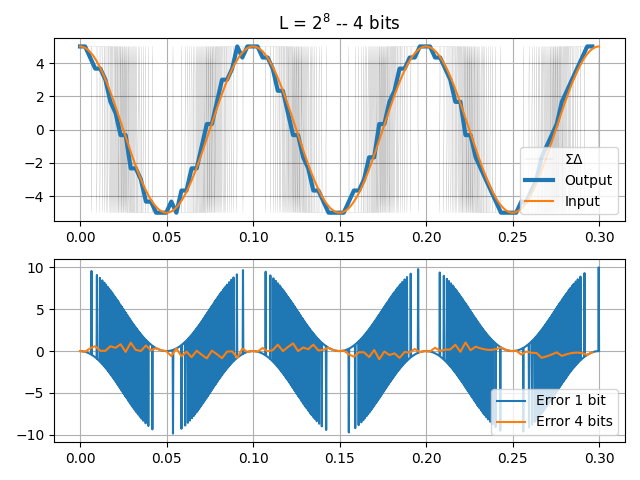 L = 2⁸ -- 4 bits
4
2
0
−2
−4
ΣΔ
Output
Input
0.00 0.05 0.10 0.15 0.20 0.25 0.30
10
5
0
−5
−10
Error 1 bit
Error 4 bits
0.00 0.05 0.10 0.15 0.20 0.25 0.30